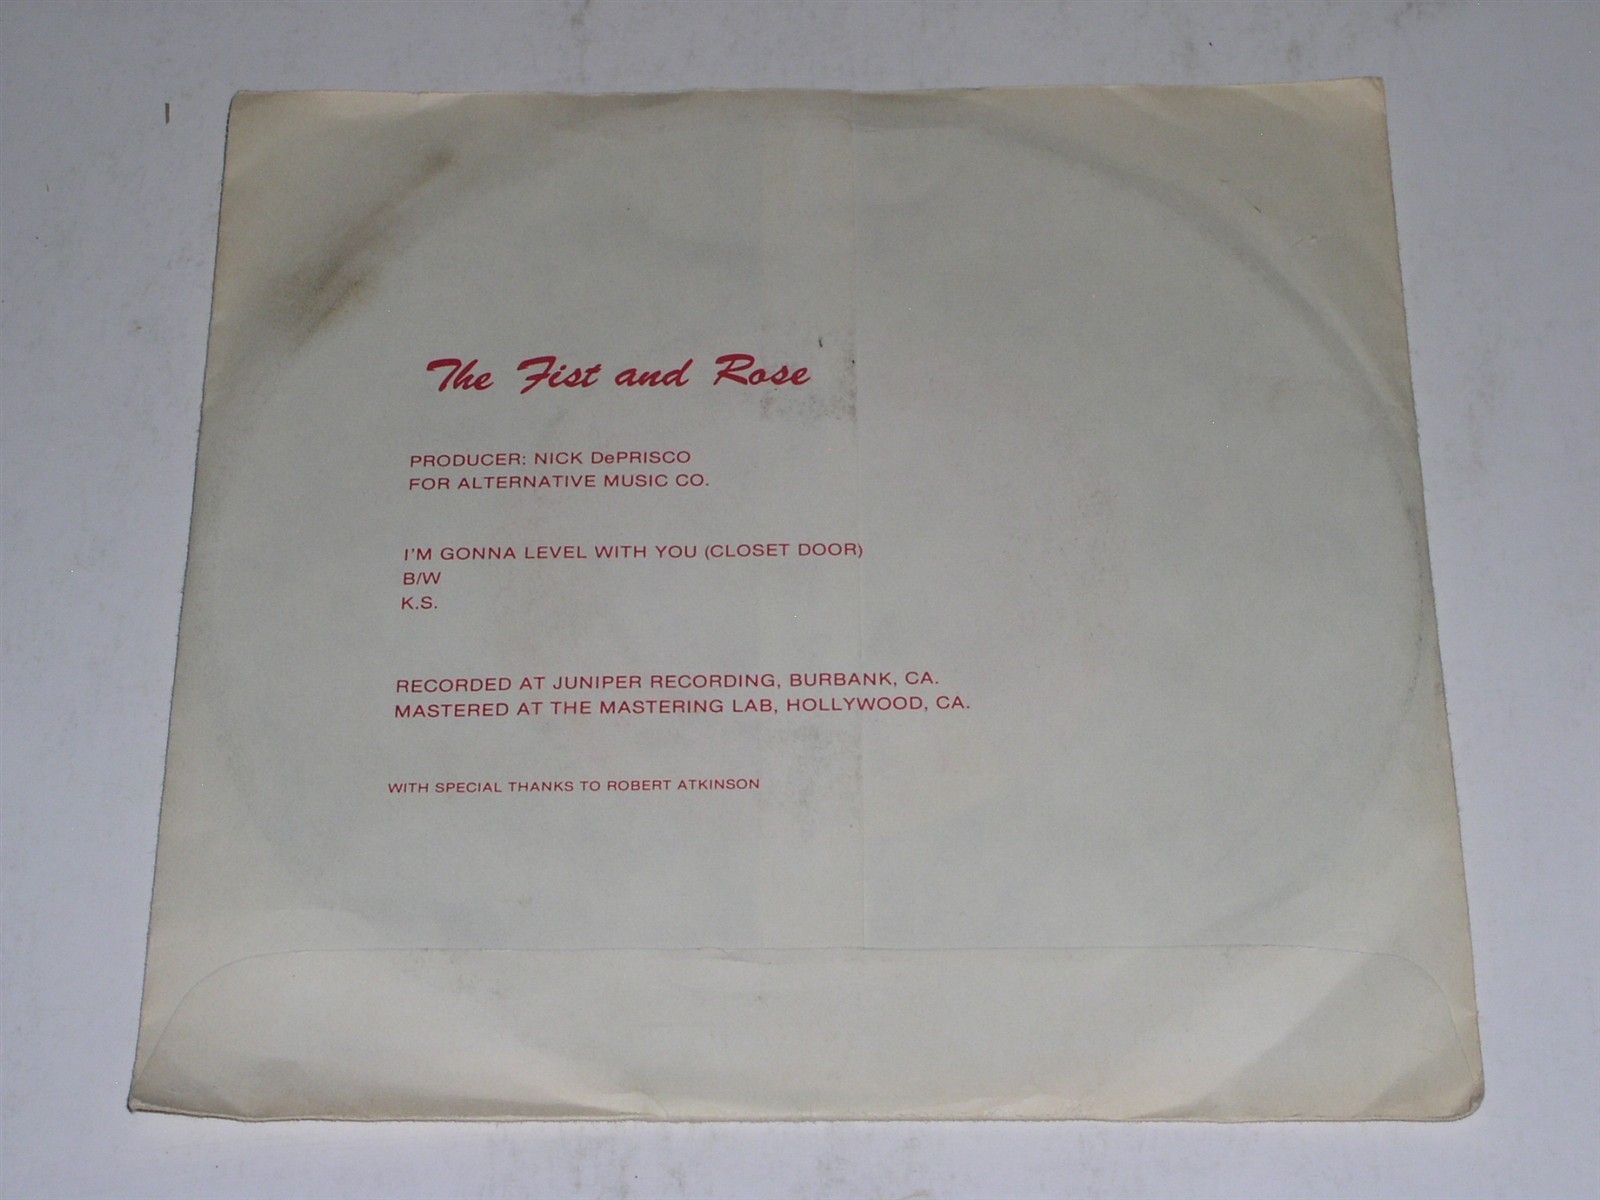 The Fist and Rose
PRODUCER: NICK DePRISCO
FOR ALTERNATIVE MUSIC CO.
I'M GONNA LEVEL WITH YOU (CLOSET DOOR)
B/W
K.S.
RECORDED AT JUNIPER RECORDING, BURBANK, CA.
MASTERED AT THE MASTERING LAB, HOLLYWOOD, CA.
WITH SPECIAL THANKS TO ROBERT ATKINSON